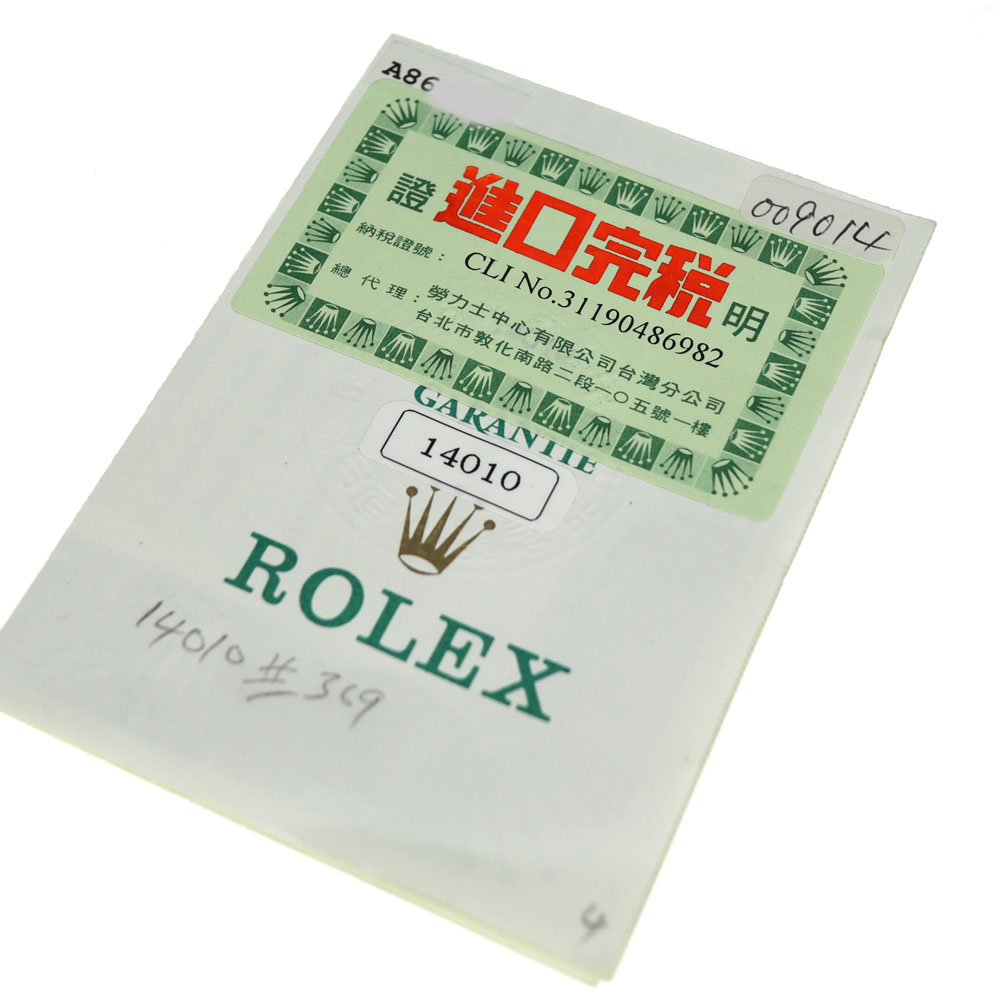 A86
009014
證 進口完税 明
納税證號： CLI No.31190486982
總代理：勞力士中心有限公司台灣分公司
台北市敦化南路二段一〇五號一樓
GARANTIE
14010
ROLEX
14010 # 369
4